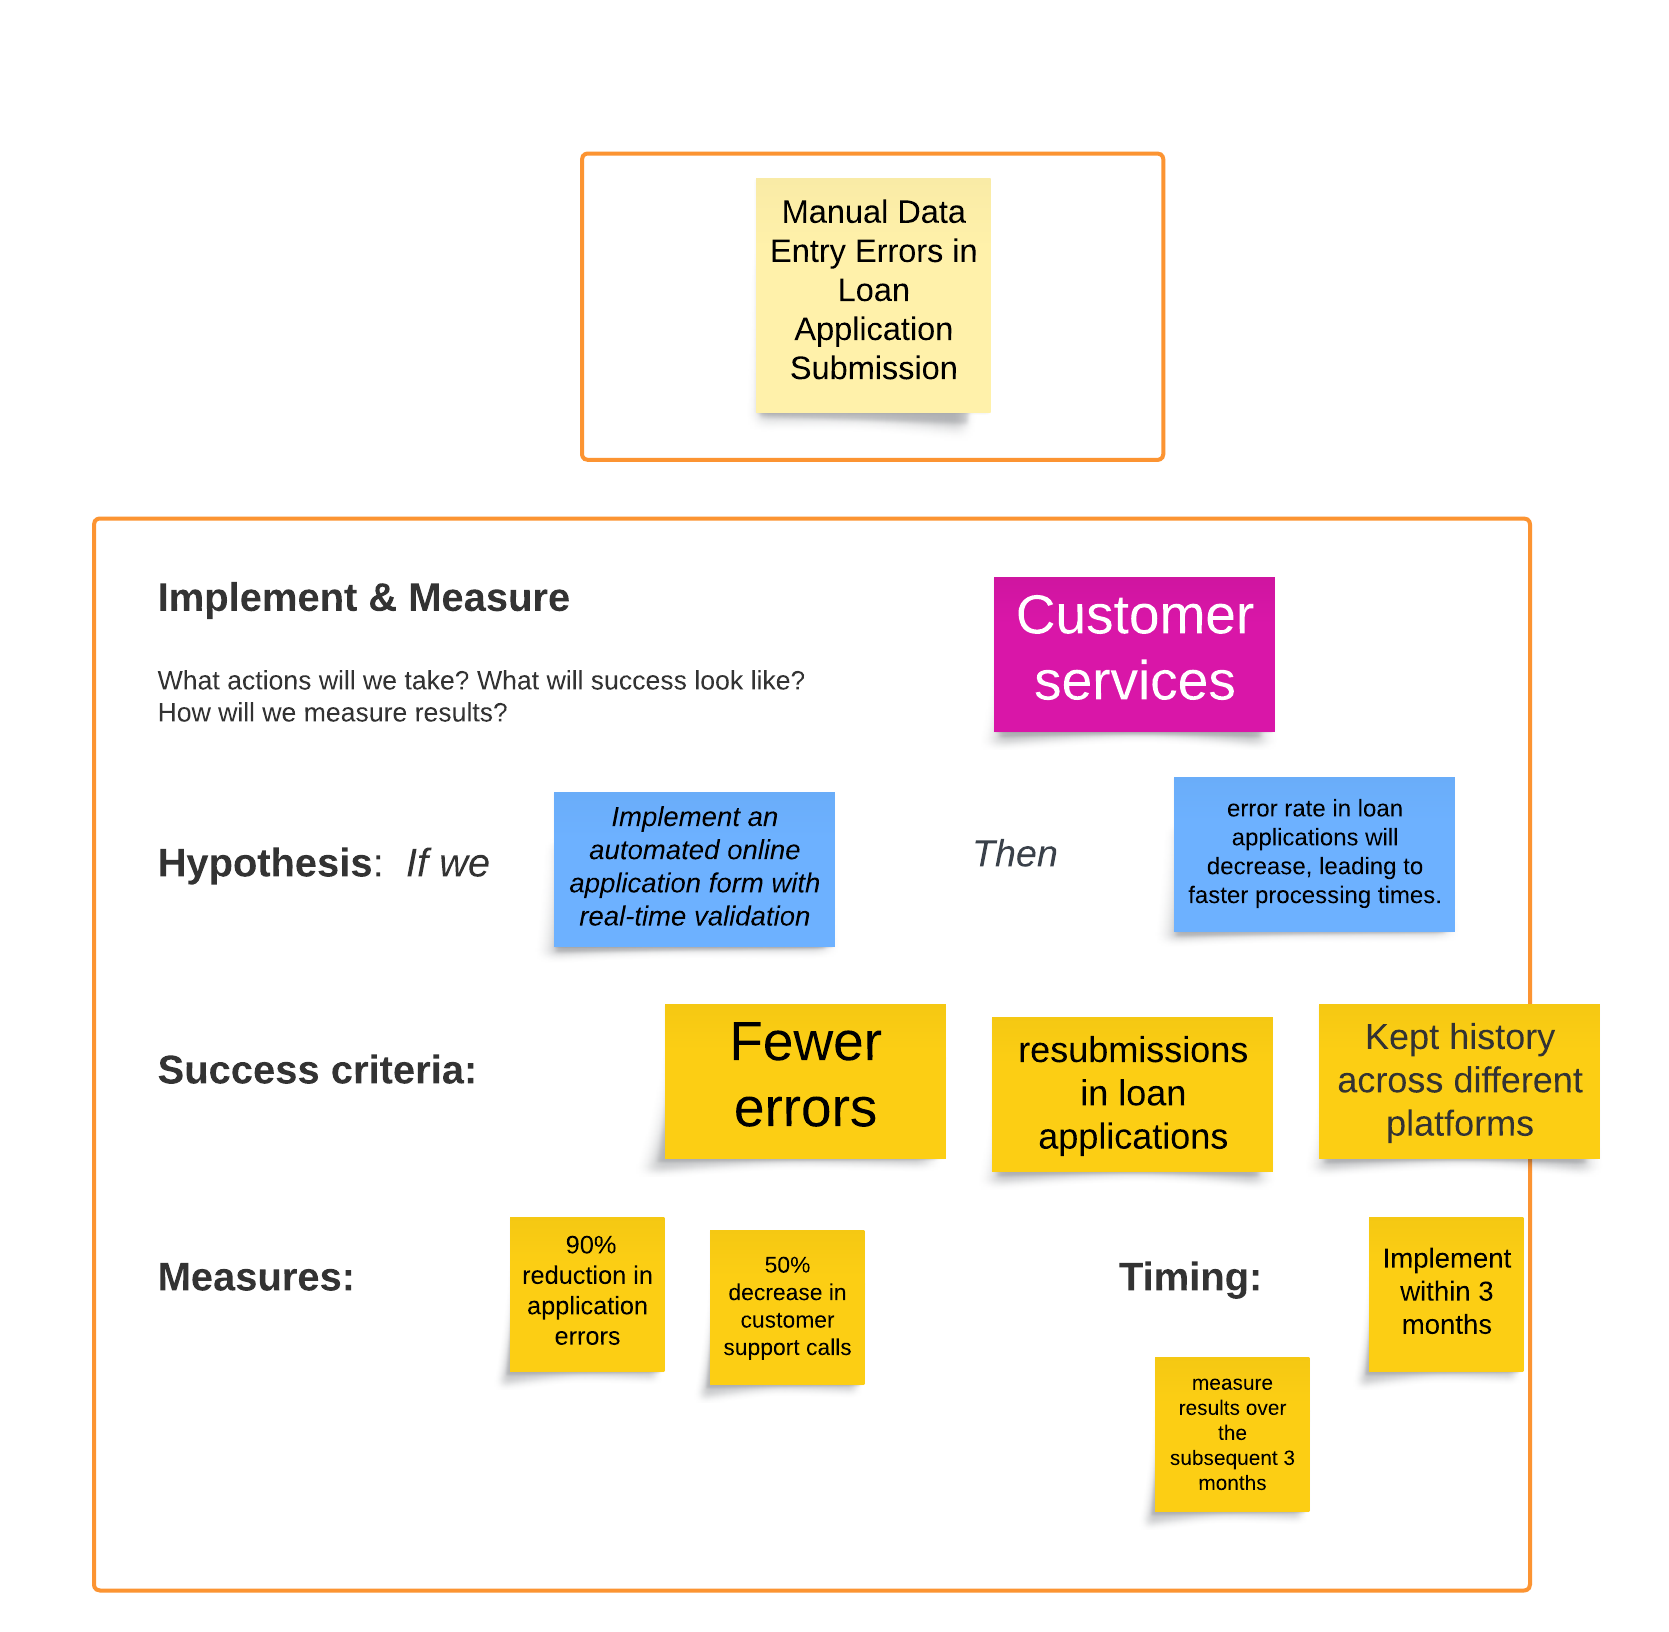 Manual Data
Entry Errors in
Loan
Application
Submission
Implement & Measure
Customer
services
What actions will we take? What will success look like?
How will we measure results?
Hypothesis: If we
Implement an
automated online
application form with
real-time validation
Then
error rate in loan
applications will
decrease, leading to
faster processing times.
Success criteria:
Fewer
errors
resubmissions
in loan
applications
Kept history
across different
platforms
Measures:
90%
reduction in
application
errors
50%
decrease in
customer
support calls
Timing:
Implement
within 3
months
measure
results over
the
subsequent 3
months